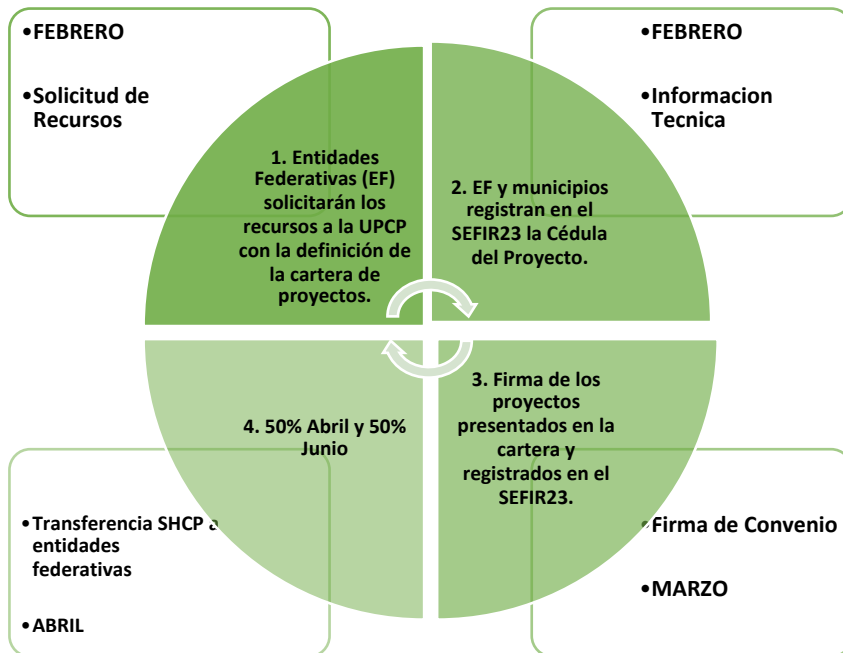 •FEBRERO
•Solicitud de
Recursos
1. Entidades
Federativas (EF)
solicitarán los
recursos a la UPCP
con la definición de
la cartera de
proyectos.
•FEBRERO
•Informacion
Tecnica
2. EF y municipios
registran en el
SEFIR23 la Cédula
del Proyecto.
3. Firma de los
proyectos
presentados en la
cartera y
registrados en el
SEFIR23.
•Firma de Convenio
•MARZO
4. 50% Abril y 50%
Junio
•Transferencia SHCP a
entidades
federativas
•ABRIL